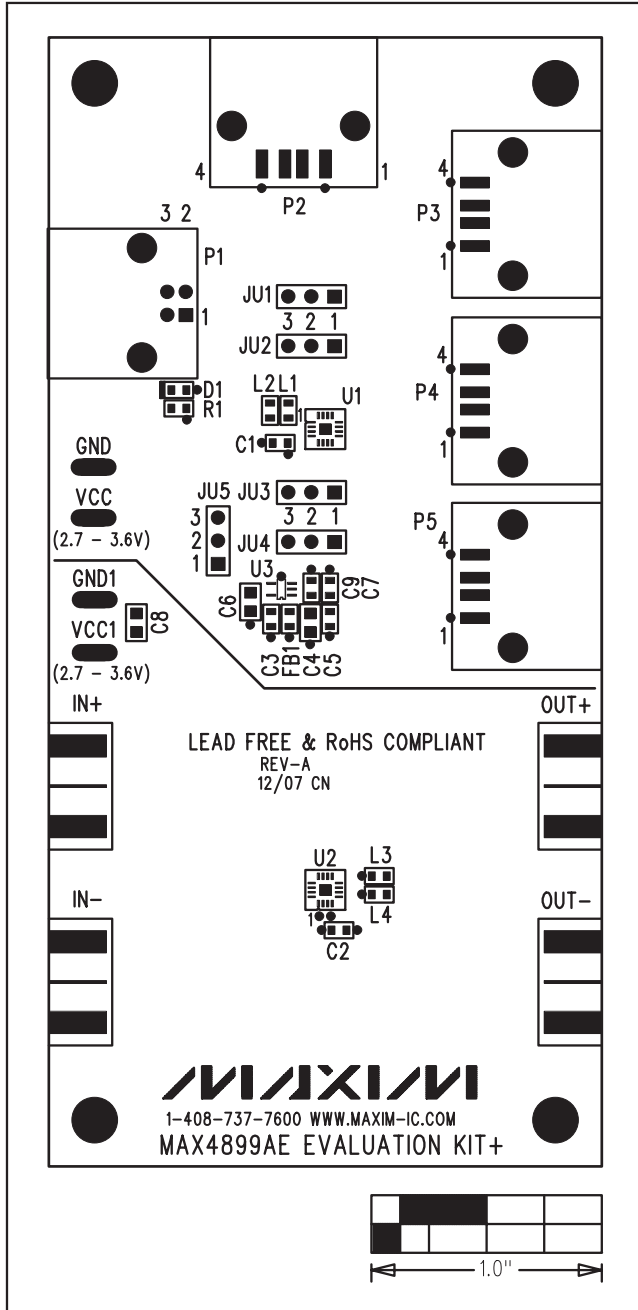 4
1
P2
4
P3
1
3 2
P1
1
JU1
3 2 1
JU2
4
P4
1
D1
R1
L2 L1
1
U1
C1
GND
VCC
(2.7 - 3.6V)
JU5
3
2
1
JU3
3 2 1
JU4
P5
4
1
U3
C9
C7
C6
C3
FB1
C4
C5
GND1
C8
VCC1
(2.7 - 3.6V)
IN+
OUT+
LEAD FREE & RoHS COMPLIANT
REV-A
12/07 CN
U2
L3
L4
1
C2
IN-
OUT-
MAXIM
1-408-737-7600 WWW.MAXIM-IC.COM
MAX4899AE EVALUATION KIT+
1.0"